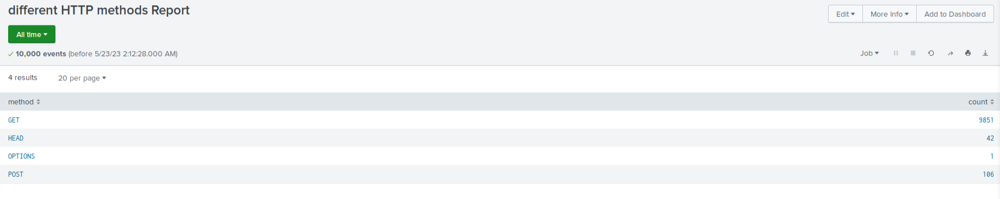 different HTTP methods Report
Edit More Info Add to Dashboard
All time
10,000 events (before 5/23/23 2:12:28.000 AM)
Job
4 results 20 per page
method count
GET 9851
HEAD 42
OPTIONS 1
POST 106